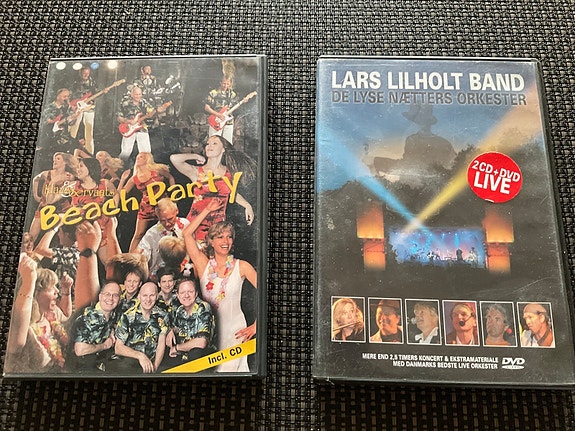 & Servants
Beach Party
Incl. CD
LARS LILHOLT BAND
DE LYSE NÆTTERS ORKESTER
2CD+DVD
LIVE
MERE END 2,5 TIMERS KONCERT & EKSTRAMATERIALE
MED DANMARKS BEDSTE LIVE ORKESTER
DVD